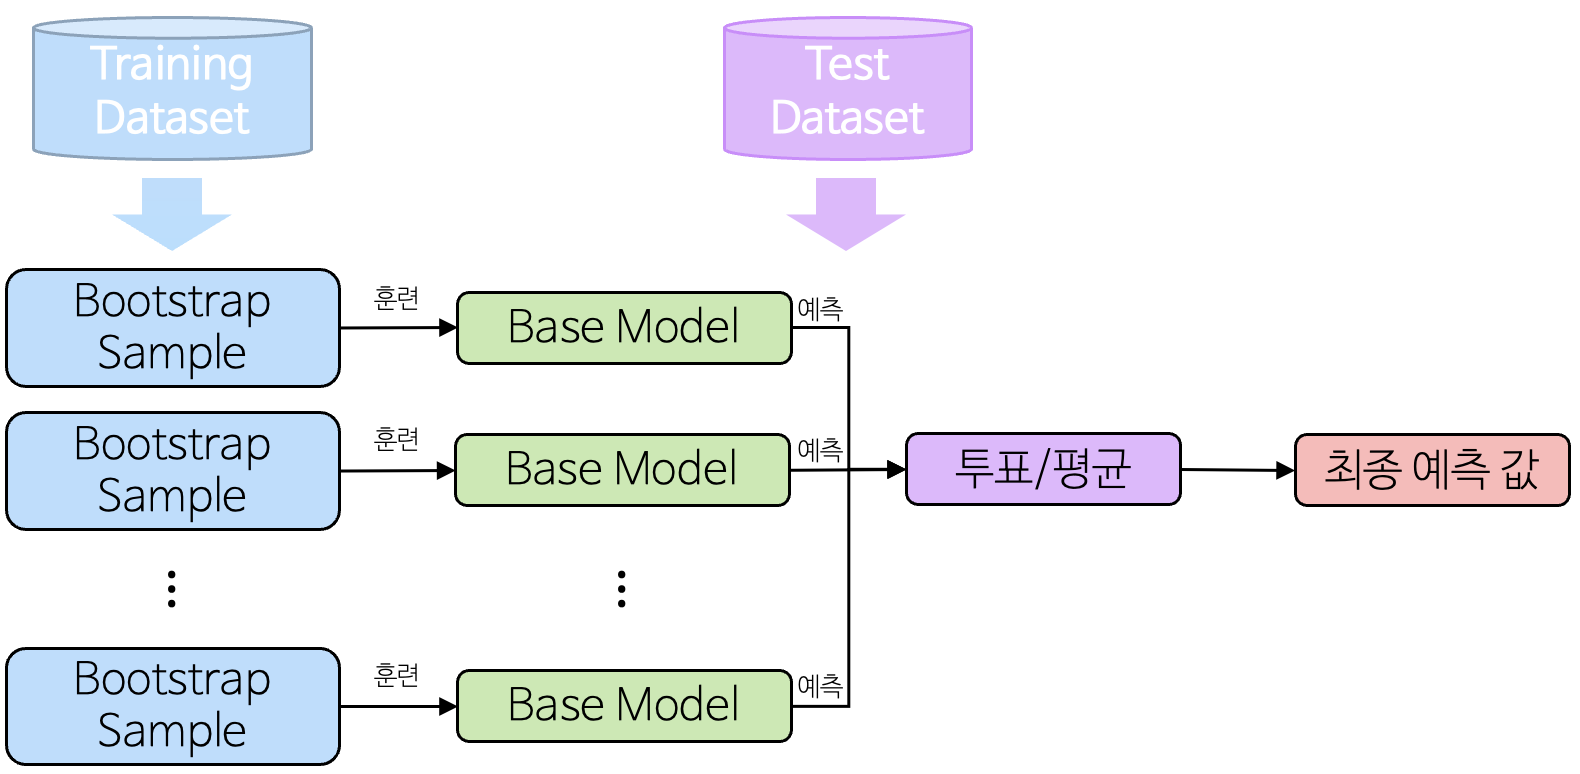 Training
Dataset
Test
Dataset
Bootstrap
Sample
훈련
Base Model
예측
Bootstrap
Sample
훈련
Base Model
예측
투표/평균
최종 예측 값
Bootstrap
Sample
훈련
Base Model
예측